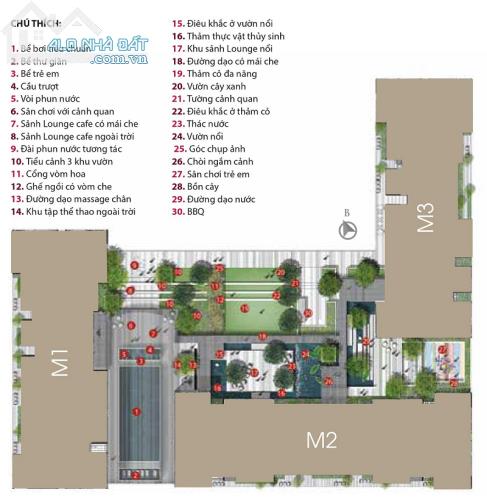 CHÚ THÍCH:
ALO NHÀ ĐẤT
.com.vn
1. Bể bơi tiêu chuẩn
2. Bể thư giãn
3. Bể trẻ em
4. Cầu trượt
5. Vòi phun nước
6. Sân chơi với cảnh quan
7. Sảnh Lounge cafe có mái che
8. Sảnh Lounge cafe ngoài trời
9. Đài phun nước tương tác
10. Tiểu cảnh 3 khu vườn
11. Cổng vòm hoa
12. Ghế ngồi có vòm che
13. Đường dạo massage chân
14. Khu tập thể thao ngoài trời
15. Điêu khắc ở vườn nổi
16. Thảm thực vật thủy sinh
17. Khu sảnh Lounge nổi
18. Đường dạo có mái che
19. Thảm cỏ đa năng
20. Vườn cây xanh
21. Tường cảnh quan
22. Điêu khắc ở thảm cỏ
23. Thác nước
24. Vườn nổi
25. Góc chụp ảnh
26. Chòi ngắm cảnh
27. Sân chơi trẻ em
28. Bồn cây
29. Đường dạo nước
30. BBQ
B
M1
M2
M3